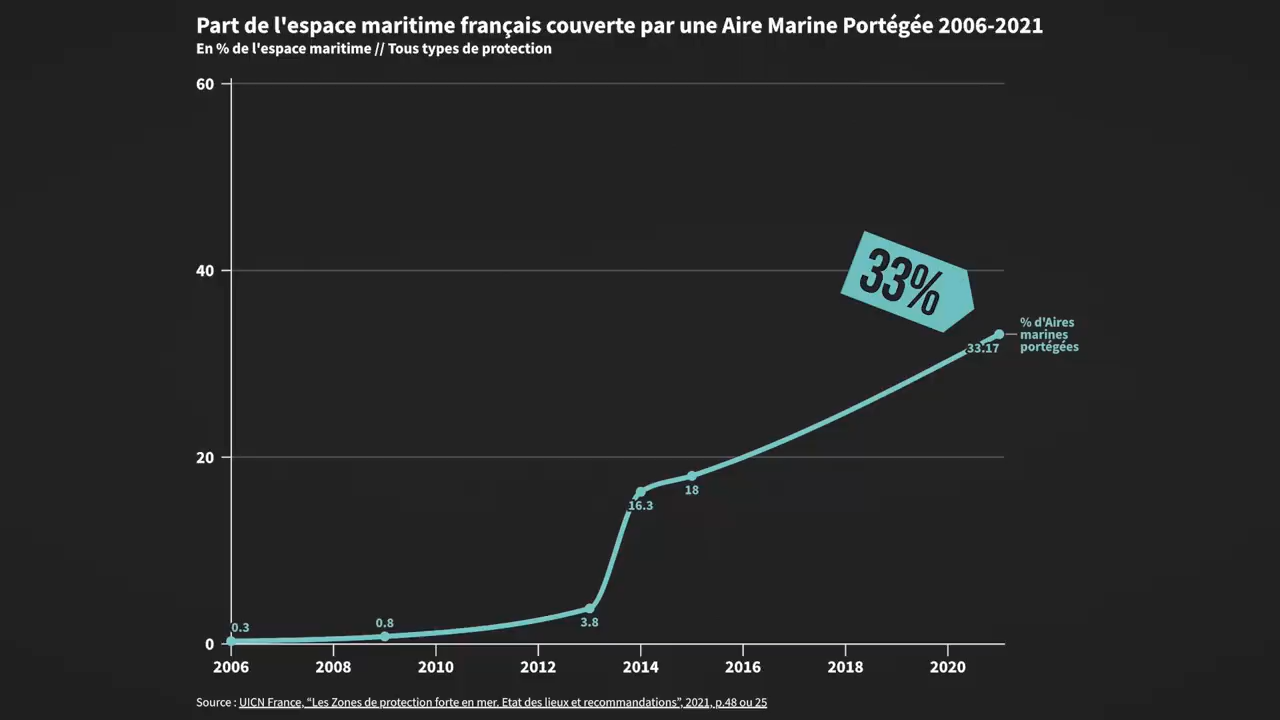 Part de l'espace maritime français couverte par une Aire Marine Portégée 2006-2021
En % de l'espace maritime // Tous types de protection
60
40
20
0
33%
% d'Aires
marines
portégées
33.17
18
16.3
3.8
0.8
0.3
2006 2008 2010 2012 2014 2016 2018 2020
Source : UICN France, “Les Zones de protection forte en mer. Etat des lieux et recommandations”, 2021, p.48 ou 25